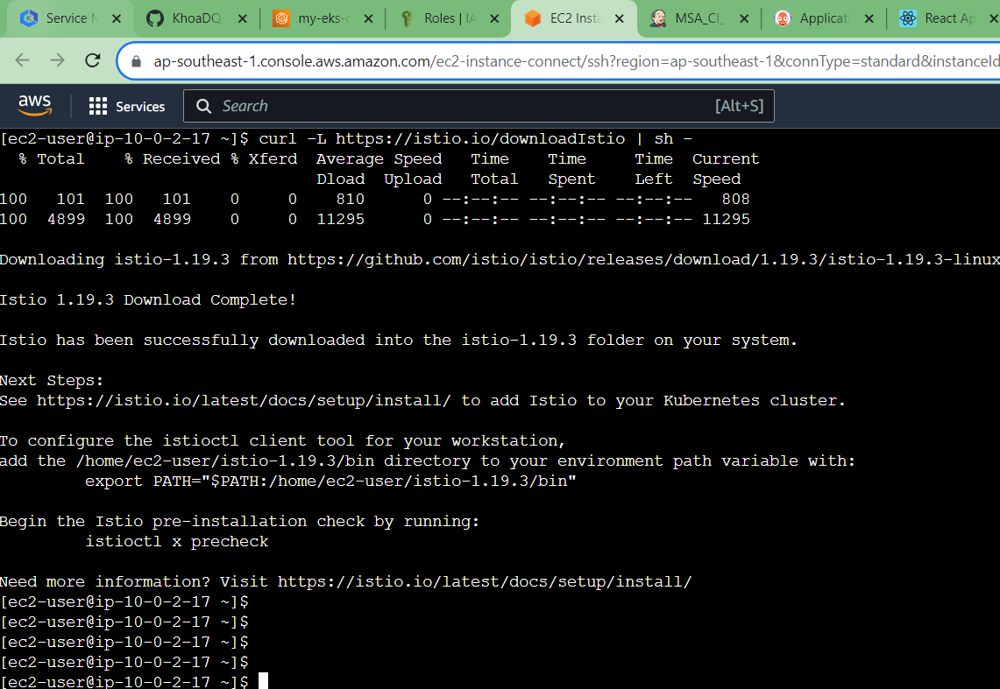 Service M
KhoaDQ-
my-eks-c
Roles | IA
EC2 Insta
MSA_CI_
Applicati
React Ap
ap-southeast-1.console.aws.amazon.com/ec2-instance-connect/ssh?region=ap-southeast-1&connType=standard&instanceId
aws
Services
Search
[Alt+S]
[ec2-user@ip-10-0-2-17 ~]$ curl -L https://istio.io/downloadIstio | sh -
% Total % Received % Xferd Average Speed Time Time Time Current
Dload Upload Total Spent Left Speed
100 101 100 101 0 0 810 0 --:--:-- --:--:-- --:--:-- 808
100 4899 100 4899 0 0 11295 0 --:--:-- --:--:-- --:--:-- 11295
Downloading istio-1.19.3 from https://github.com/istio/istio/releases/download/1.19.3/istio-1.19.3-linux
Istio 1.19.3 Download Complete!
Istio has been successfully downloaded into the istio-1.19.3 folder on your system.
Next Steps:
See https://istio.io/latest/docs/setup/install/ to add Istio to your Kubernetes cluster.
To configure the istioctl client tool for your workstation,
add the /home/ec2-user/istio-1.19.3/bin directory to your environment path variable with:
export PATH="$PATH:/home/ec2-user/istio-1.19.3/bin"
Begin the Istio pre-installation check by running:
istioctl x precheck
Need more information? Visit https://istio.io/latest/docs/setup/install/
[ec2-user@ip-10-0-2-17 ~]$
[ec2-user@ip-10-0-2-17 ~]$
[ec2-user@ip-10-0-2-17 ~]$
[ec2-user@ip-10-0-2-17 ~]$
[ec2-user@ip-10-0-2-17 ~]$